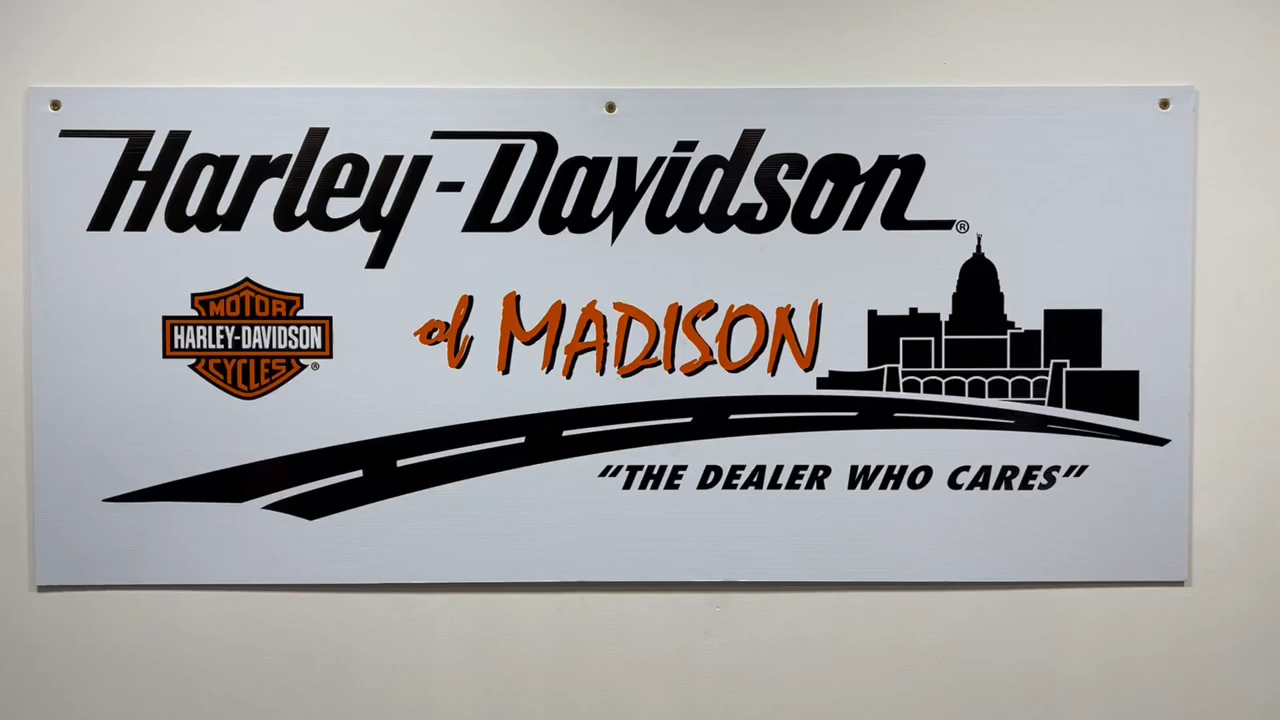 Harley-Davidson®
of MADISON
MOTOR
HARLEY-DAVIDSON
CYCLES®
"THE DEALER WHO CARES"